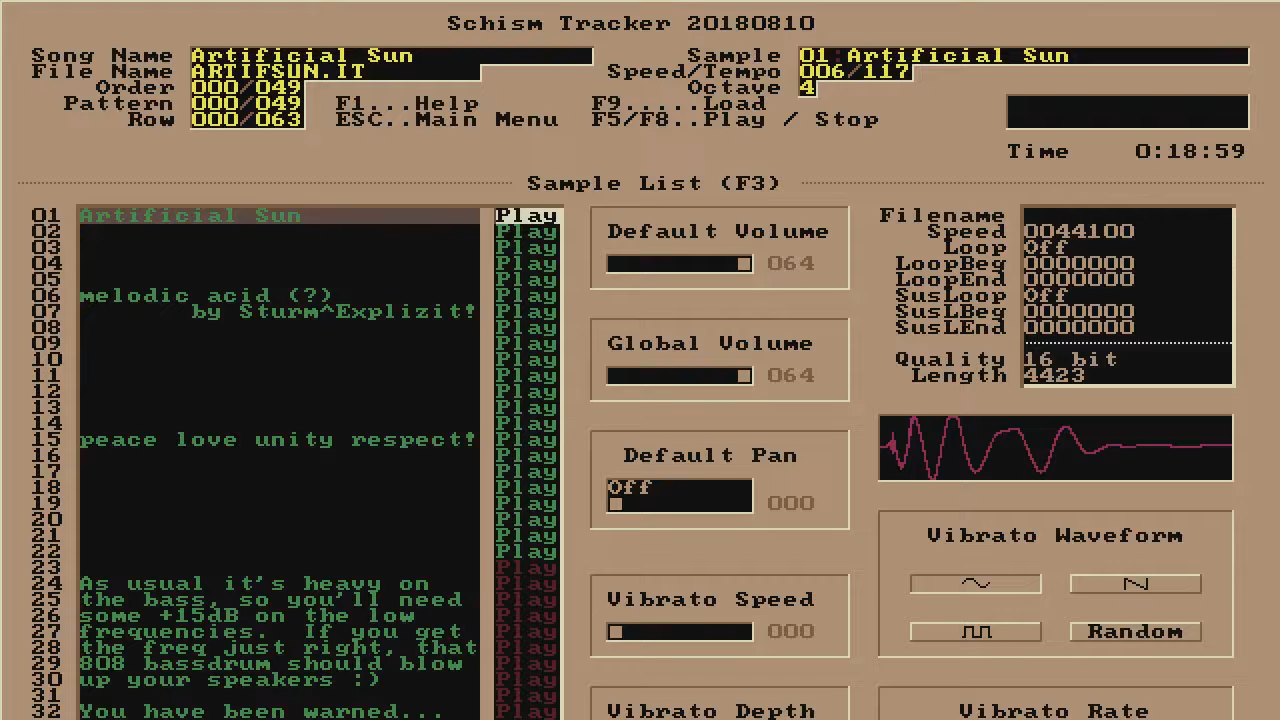 Schism Tracker 20180810
Song Name Artificial Sun Sample 01:Artificial Sun
File Name ARTIFSUN.IT Speed/Tempo 006/117
Order 000/049 Octave 4
Pattern 000/049 F1...Help F9.....Load
Row 000/063 ESC..Main Menu F5/F8..Play / Stop
Time 0:18:59
Sample List (F3)
01 Artificial Sun Play
02 Play
03 Play
04 Play
05 Play
06 melodic acid (?) Play
07 by Sturm^Explizit! Play
08 Play
09 Play
10 Play
11 Play
12 Play
13 Play
14 Play
15 peace love unity respect! Play
16 Play
17 Play
18 Play
19 Play
20 Play
21 Play
22 Play
23 Play
24 As usual it's heavy on Play
25 the bass, so you'll need Play
26 some +15dB on the low Play
27 frequencies.  If you get Play
28 the freq just right, that Play
29 808 bassdrum should blow Play
30 up your speakers :) Play
31 Play
32 You have been warned... Play
Default Volume
064
Global Volume
064
Default Pan
Off
000
Vibrato Speed
000
Vibrato Depth
Filename
Speed 0044100
Loop Off
LoopBeg 0000000
LoopEnd 0000000
SusLoop Off
SusLBeg 0000000
SusLEnd 0000000
Quality 16 bit
Length 4423
Vibrato Waveform
Random
Vibrato Rate